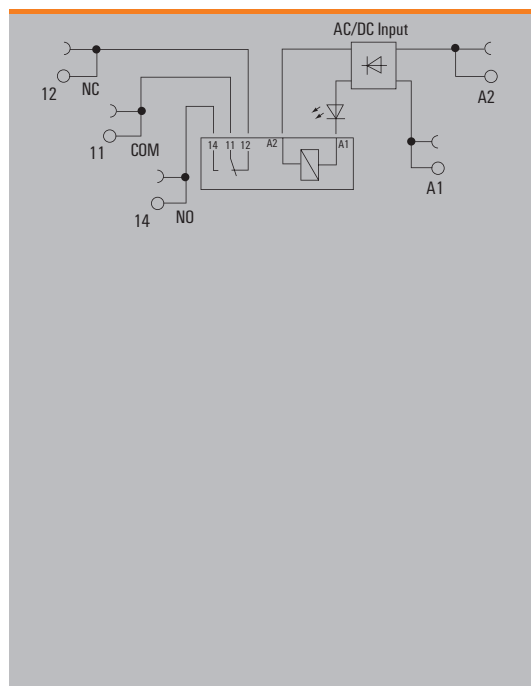 AC/DC Input
12 NC
A2
11 COM
14 11 12 A2 A1
A1
14 NO